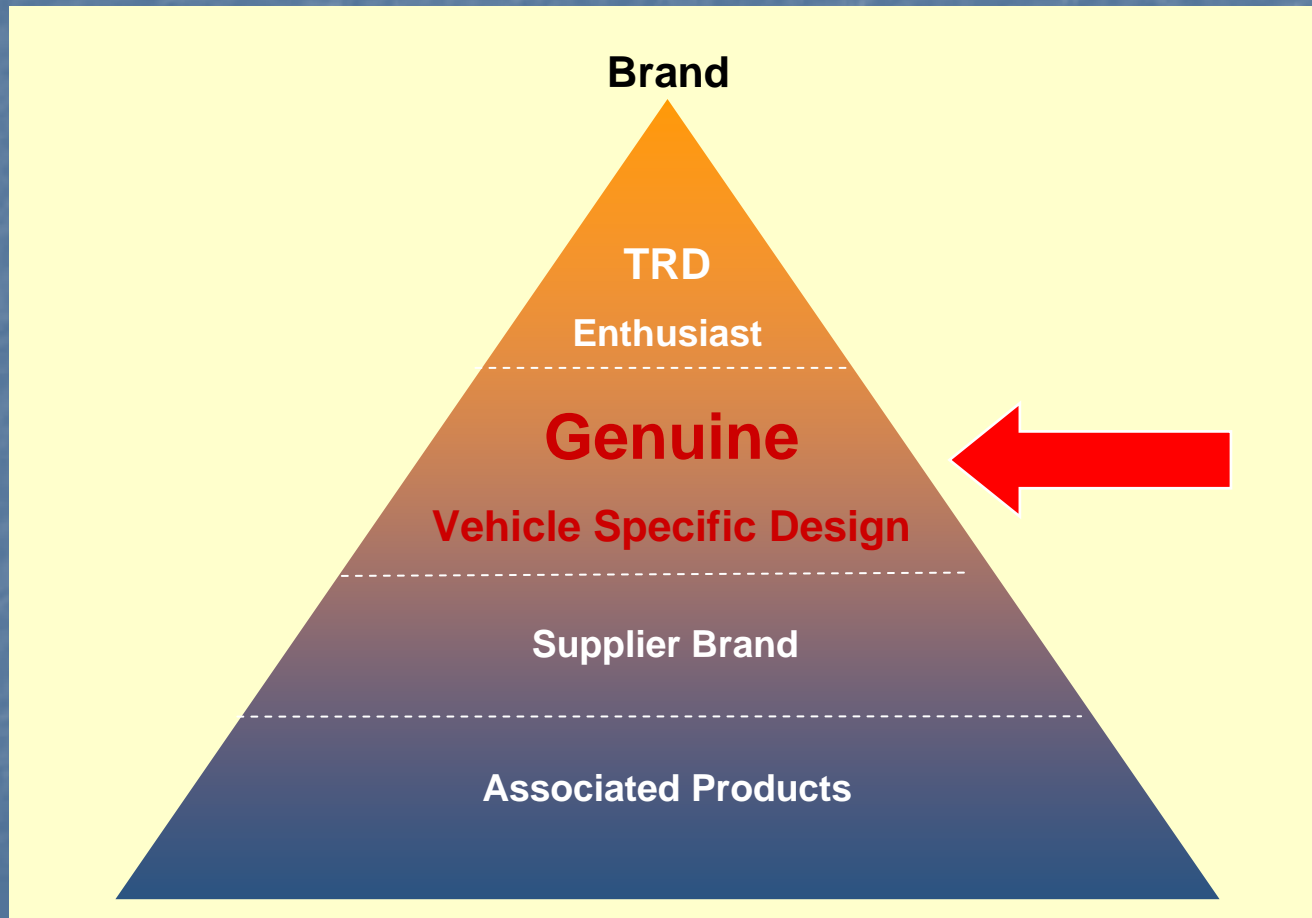 Brand
TRD
Enthusiast
Genuine
Vehicle Specific Design
Supplier Brand
Associated Products